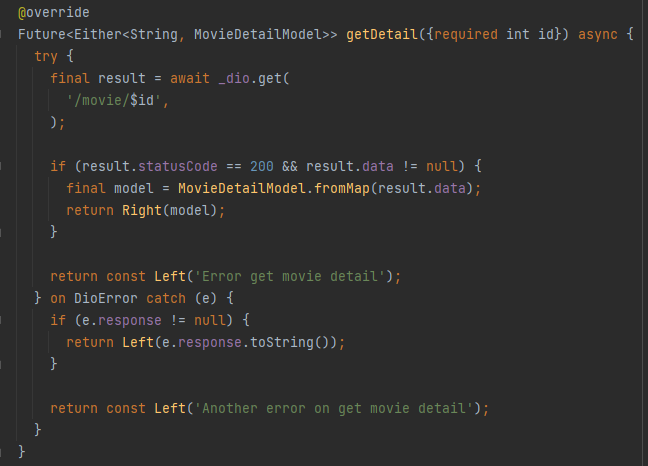 @override
Future<Either<String, MovieDetailModel>> getDetail({required int id}) async {
try {
final result = await _dio.get(
'/movie/$id',
);
if (result.statusCode == 200 && result.data != null) {
final model = MovieDetailModel.fromMap(result.data);
return Right(model);
}
return const Left('Error get movie detail');
} on DioError catch (e) {
if (e.response != null) {
return Left(e.response.toString());
}
return const Left('Another error on get movie detail');
}
}